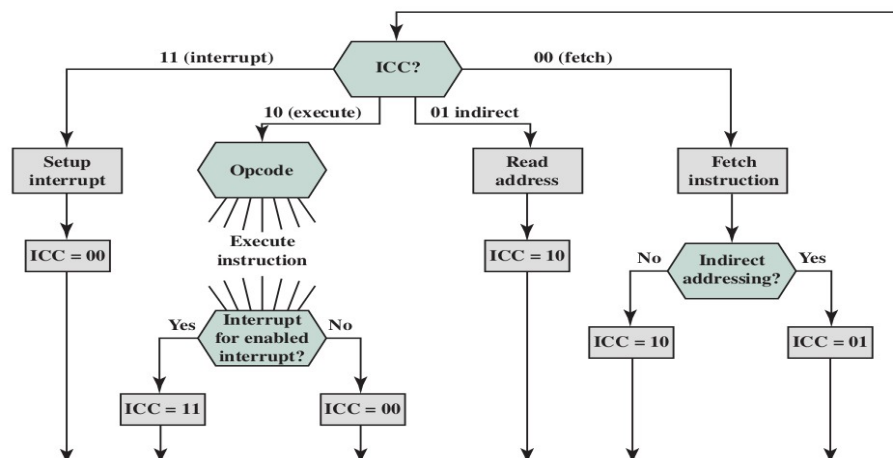 11 (interrupt)
ICC?
00 (fetch)
10 (execute)
01 indirect
Setup
interrupt
Opcode
Read
address
Fetch
instruction
ICC = 00
Execute
instruction
ICC = 10
No
Indirect
addressing?
Yes
Yes
Interrupt
for enabled
interrupt?
No
ICC = 10
ICC = 01
ICC = 11
ICC = 00